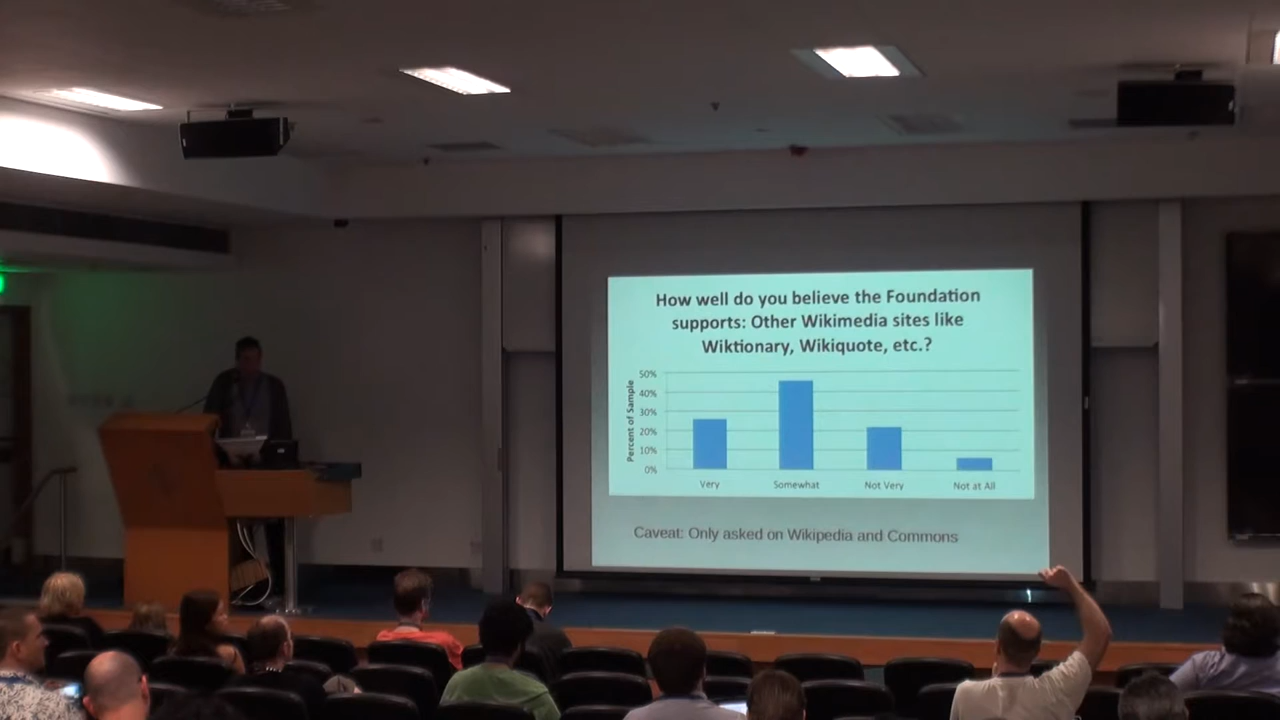 How well do you believe the Foundation
supports: Other Wikimedia sites like
Wiktionary, Wikiquote, etc.?
Percent of Sample
50%
40%
30%
20%
10%
0%
Very Somewhat Not Very Not at All
Caveat: Only asked on Wikipedia and Commons